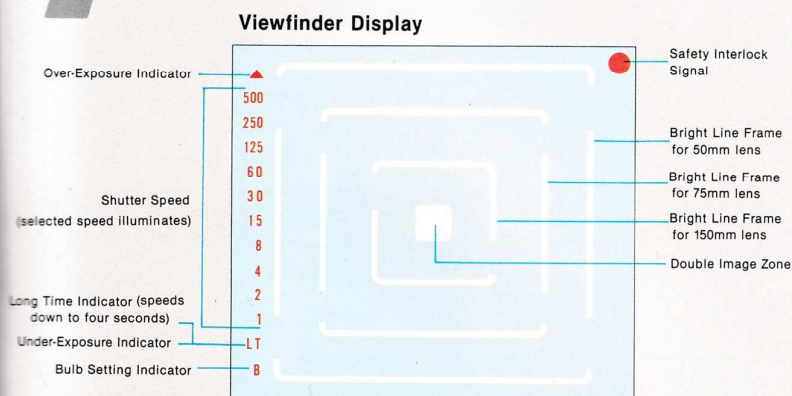 Viewfinder Display
Over-Exposure Indicator
Safety Interlock
Signal
500
250
125
60
30
15
8
4
2
1
LT
B
Bright Line Frame
for 50mm lens
Bright Line Frame
for 75mm lens
Bright Line Frame
for 150mm lens
Double Image Zone
Shutter Speed
(selected speed illuminates)
Long Time Indicator (speeds
down to four seconds)
Under-Exposure Indicator
Bulb Setting Indicator